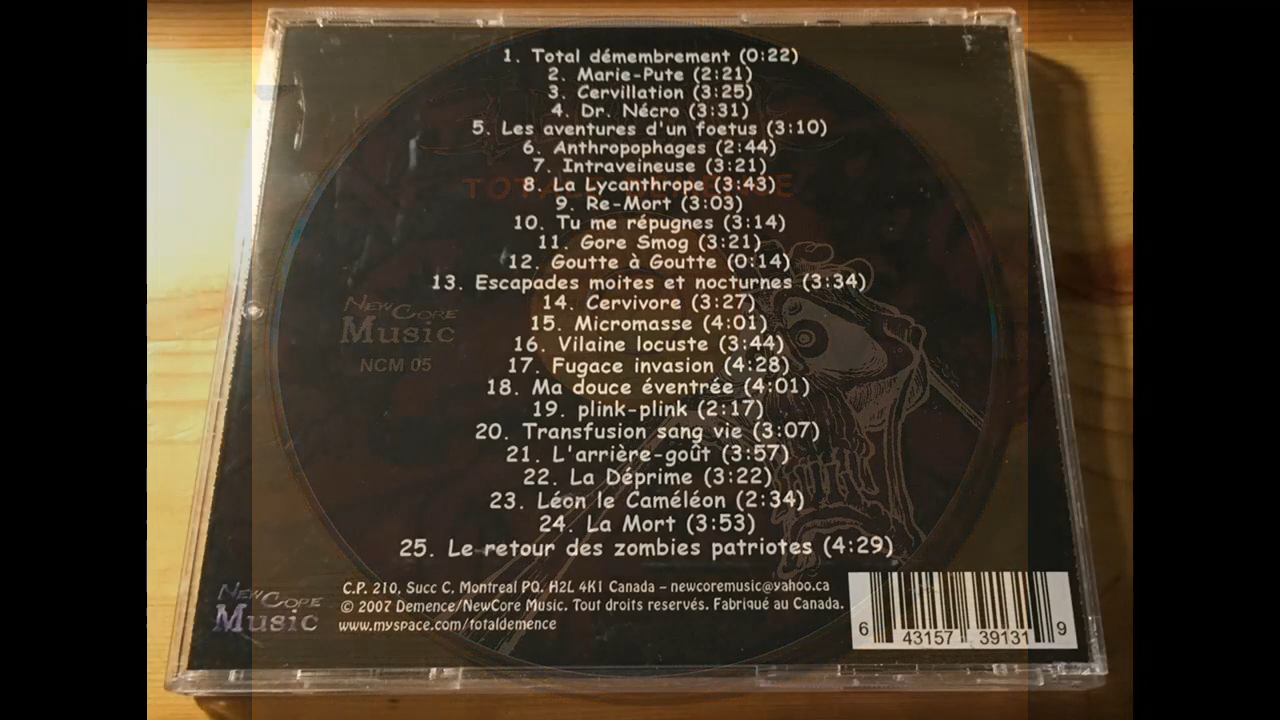 1. Total démembrement (0:22)
2. Marie-Pute (2:21)
3. Cervillation (3:25)
4. Dr. Nécro (3:31)
5. Les aventures d'un foetus (3:10)
6. Anthropophages (2:44)
7. Intraveineuse (3:21)
8. La Lycanthrope (3:43)
9. Re-Mort (3:03)
10. Tu me répugnes (3:14)
11. Gore Smog (3:21)
12. Goutte à Goutte (0:14)
13. Escapades moites et nocturnes (3:34)
14. Cervivore (3:27)
15. Micromasse (4:01)
16. Vilaine locuste (3:44)
17. Fugace invasion (4:28)
18. Ma douce éventrée (4:01)
19. plink-plink (2:17)
20. Transfusion sang vie (3:07)
21. L'arrière-goût (3:57)
22. La Déprime (3:22)
23. Léon le Caméléon (2:34)
24. La Mort (3:53)
25. Le retour des zombies patriotes (4:29)
New Core
Music
NCM 05
New Core
Music
C.P. 210, Succ C, Montreal PQ, H2L 4K1 Canada – newcoremusic@yahoo.ca
© 2007 Demence/NewCore Music. Tout droits reservés. Fabriqué au Canada.
www.myspace.com/totaldemence
6 43157 39131 9